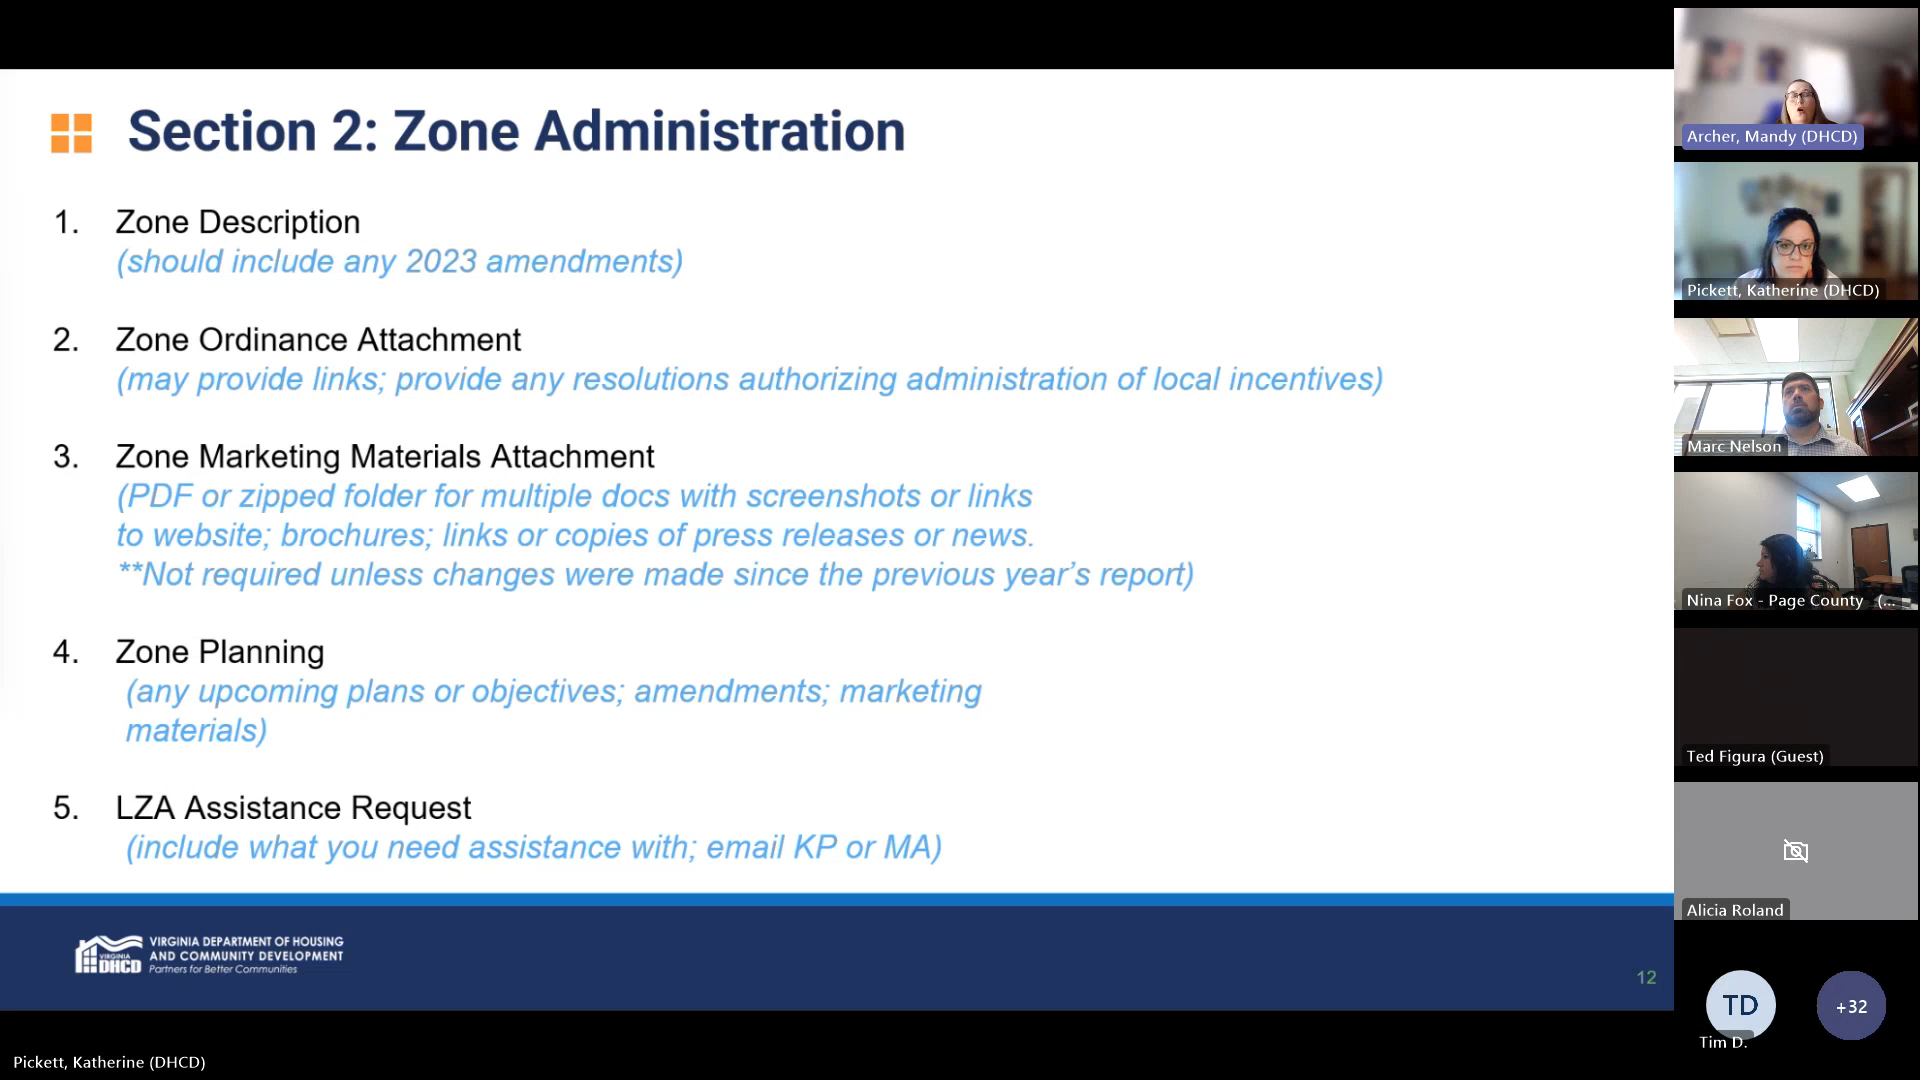 Section 2: Zone Administration
1. Zone Description
(should include any 2023 amendments)
2. Zone Ordinance Attachment
(may provide links; provide any resolutions authorizing administration of local incentives)
3. Zone Marketing Materials Attachment
(PDF or zipped folder for multiple docs with screenshots or links
to website; brochures; links or copies of press releases or news.
**Not required unless changes were made since the previous year’s report)
4. Zone Planning
(any upcoming plans or objectives; amendments; marketing
materials)
5. LZA Assistance Request
(include what you need assistance with; email KP or MA)
VIRGINIA
DHCD
VIRGINIA DEPARTMENT OF HOUSING
AND COMMUNITY DEVELOPMENT
Partners for Better Communities
12
Pickett, Katherine (DHCD)
Archer, Mandy (DHCD)
Pickett, Katherine (DHCD)
Marc Nelson
Nina Fox - Page County (...
Ted Figura (Guest)
Alicia Roland
TD
Tim D.
+32